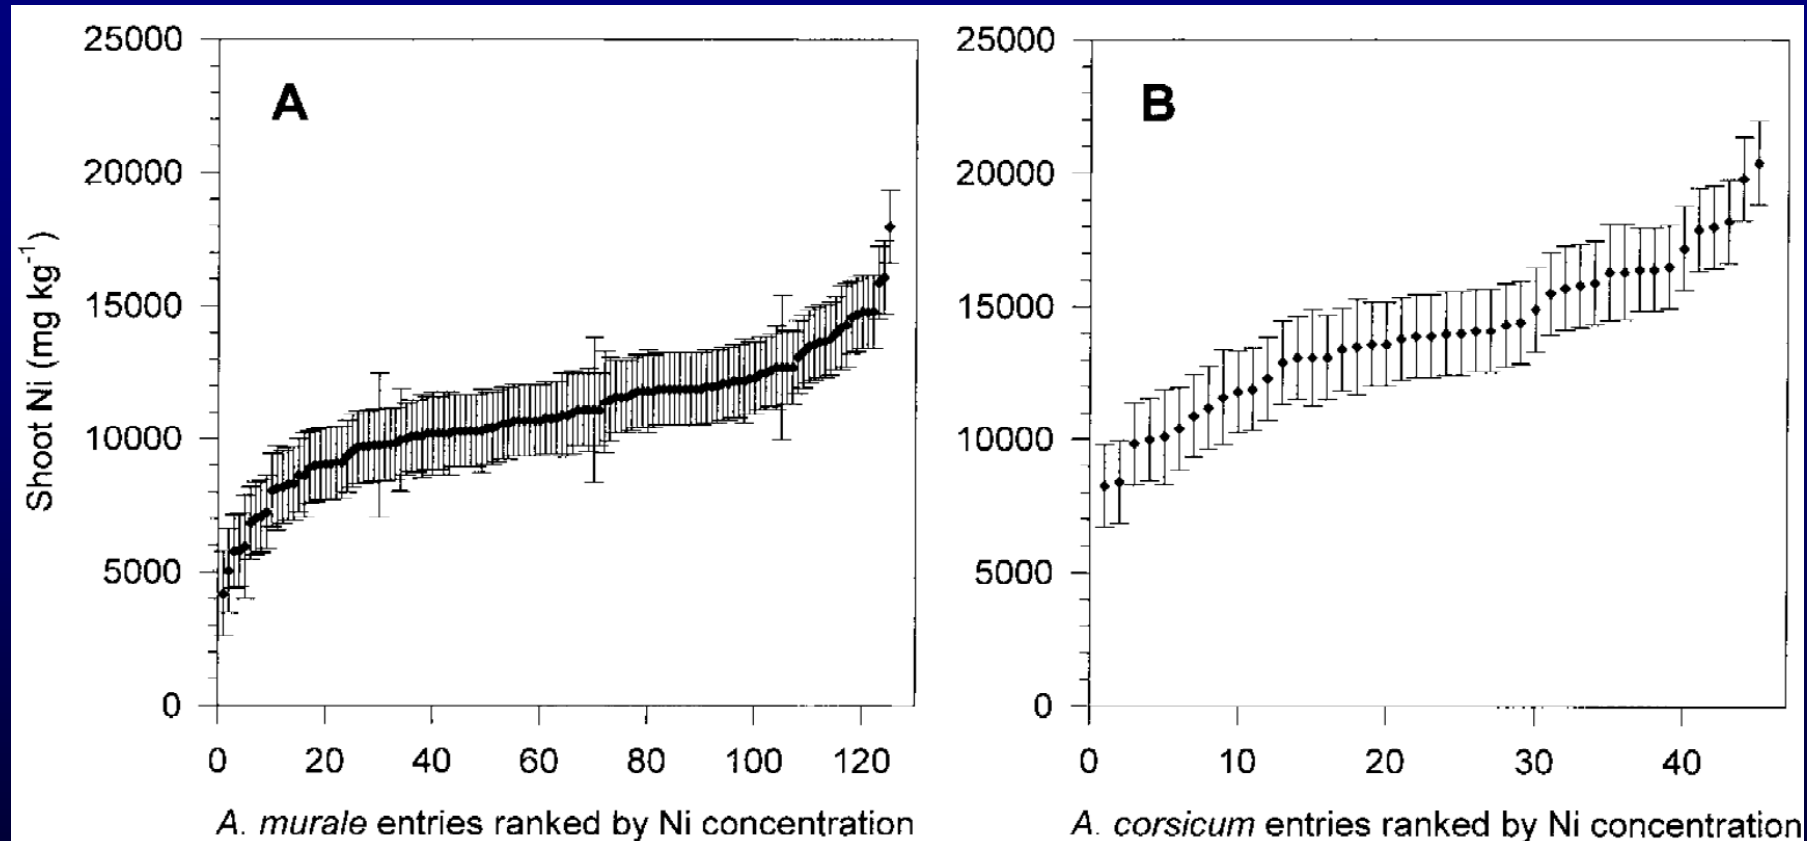 A
B
Shoot Ni (mg kg⁻¹)
25000
20000
15000
10000
5000
0
0 20 40 60 80 100 120
A. murale entries ranked by Ni concentration
25000
20000
15000
10000
5000
0
0 10 20 30 40
A. corsicum entries ranked by Ni concentration